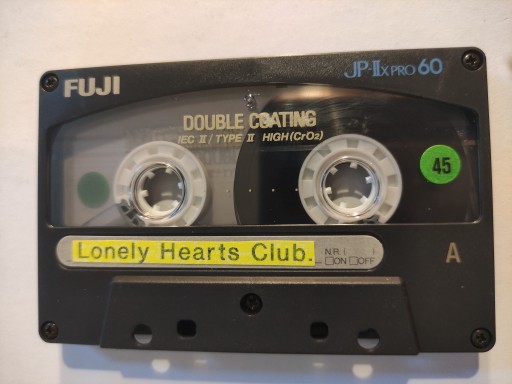 FUJI
JP-IIx PRO 60
DOUBLE COATING
IEC II / TYPE II HIGH (CrO2)
45
Lonely Hearts Club.
A
N R
ON OFF